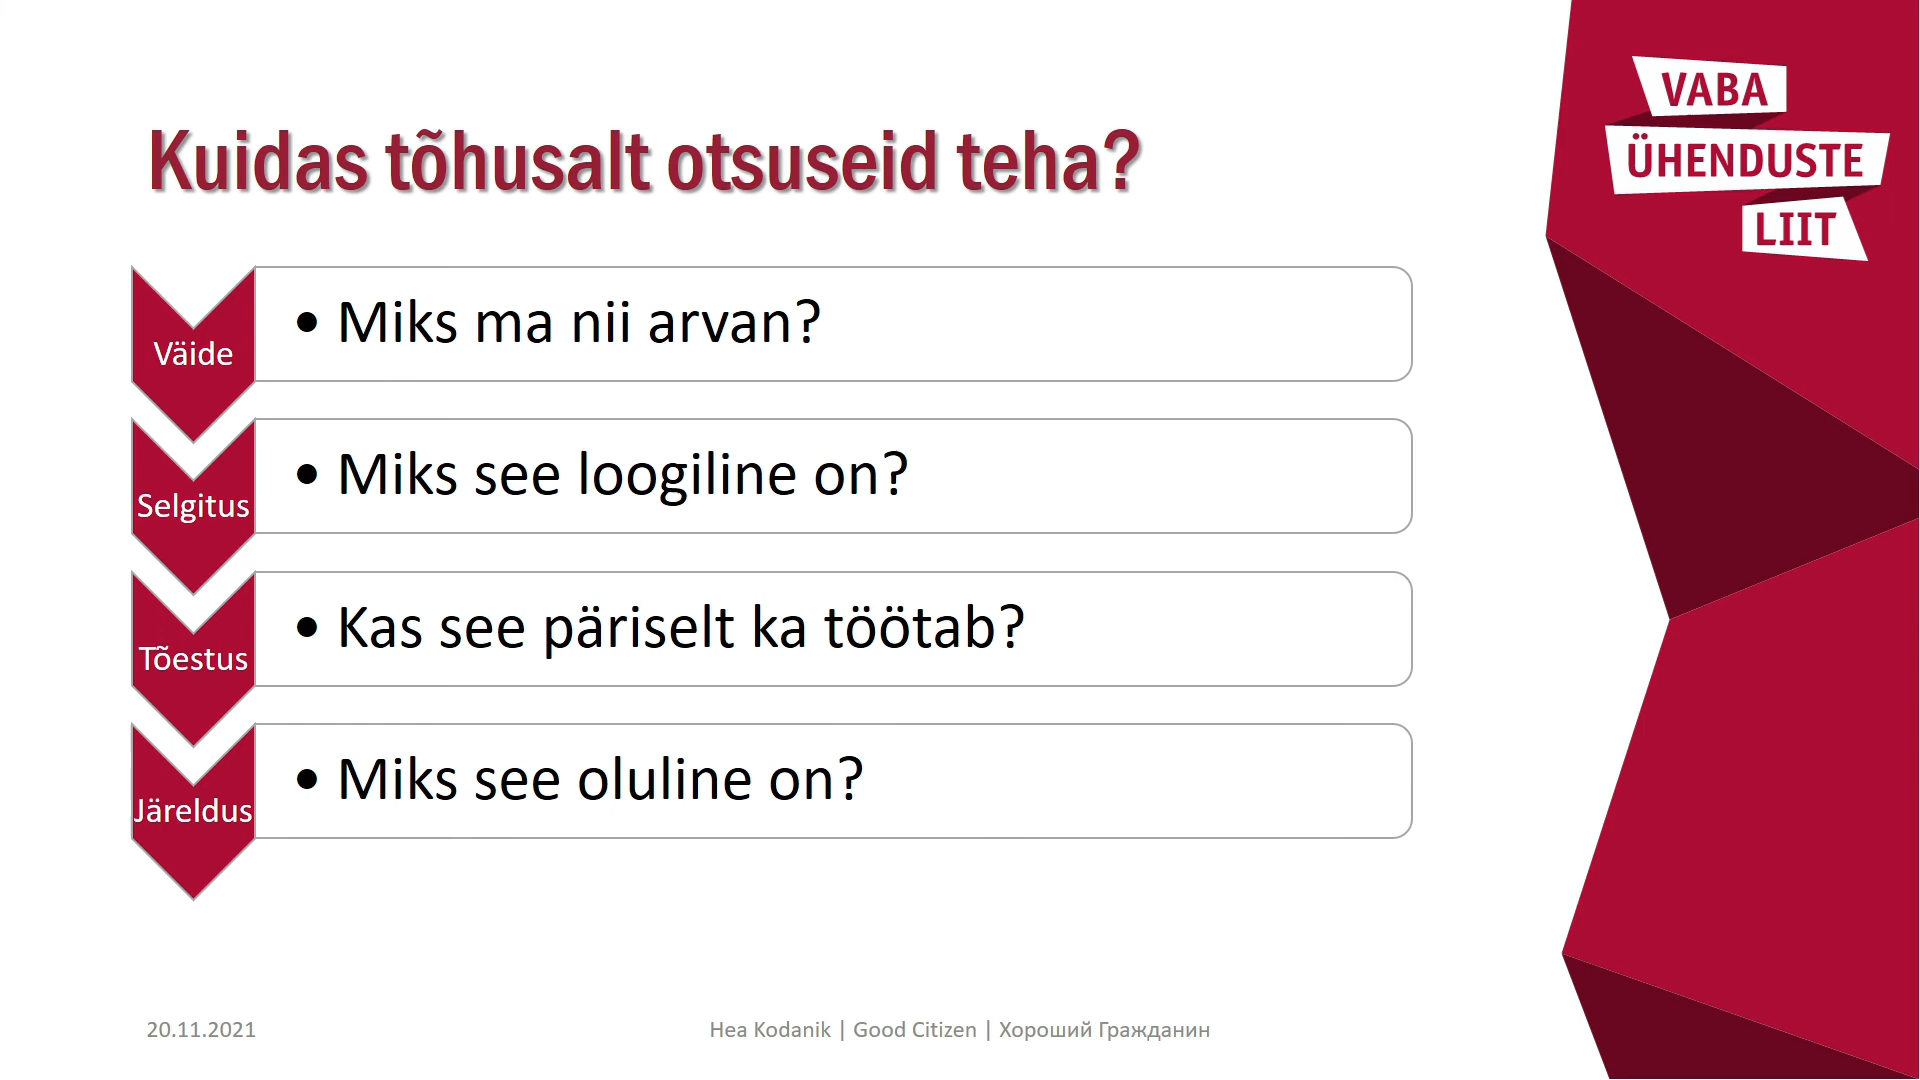 VABA
ÜHENDUSTE
LIIT
Kuidas tõhusalt otsuseid teha?
Väide
• Miks ma nii arvan?
Selgitus
• Miks see loogiline on?
Tõestus
• Kas see päriselt ka töötab?
Järeldus
• Miks see oluline on?
20.11.2021
Hea Kodanik | Good Citizen | Хороший Гражданин